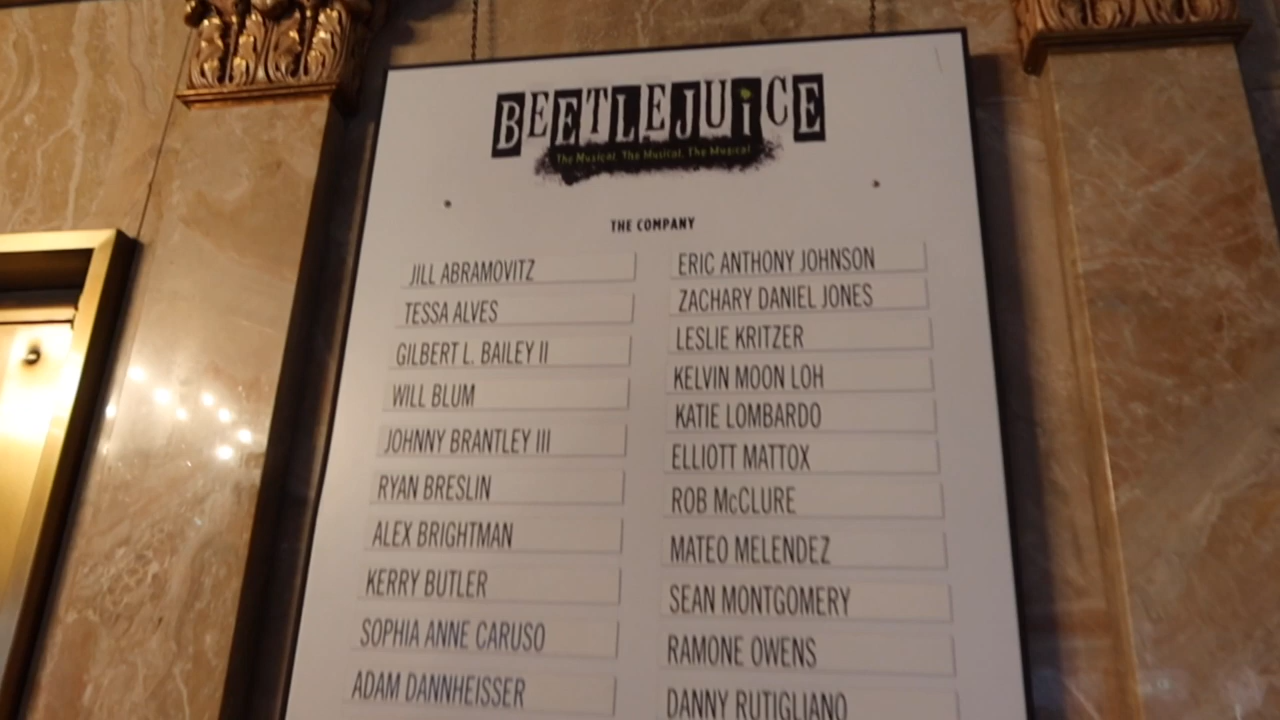 BEETLEJUiCE
The Musical. The Musical. The Musical.
THE COMPANY
JILL ABRAMOVITZ
TESSA ALVES
GILBERT L. BAILEY II
WILL BLUM
JOHNNY BRANTLEY III
RYAN BRESLIN
ALEX BRIGHTMAN
KERRY BUTLER
SOPHIA ANNE CARUSO
ADAM DANNHEISSER
ERIC ANTHONY JOHNSON
ZACHARY DANIEL JONES
LESLIE KRITZER
KELVIN MOON LOH
KATIE LOMBARDO
ELLIOTT MATTOX
ROB McCLURE
MATEO MELENDEZ
SEAN MONTGOMERY
RAMONE OWENS
DANNY RUTIGLIANO